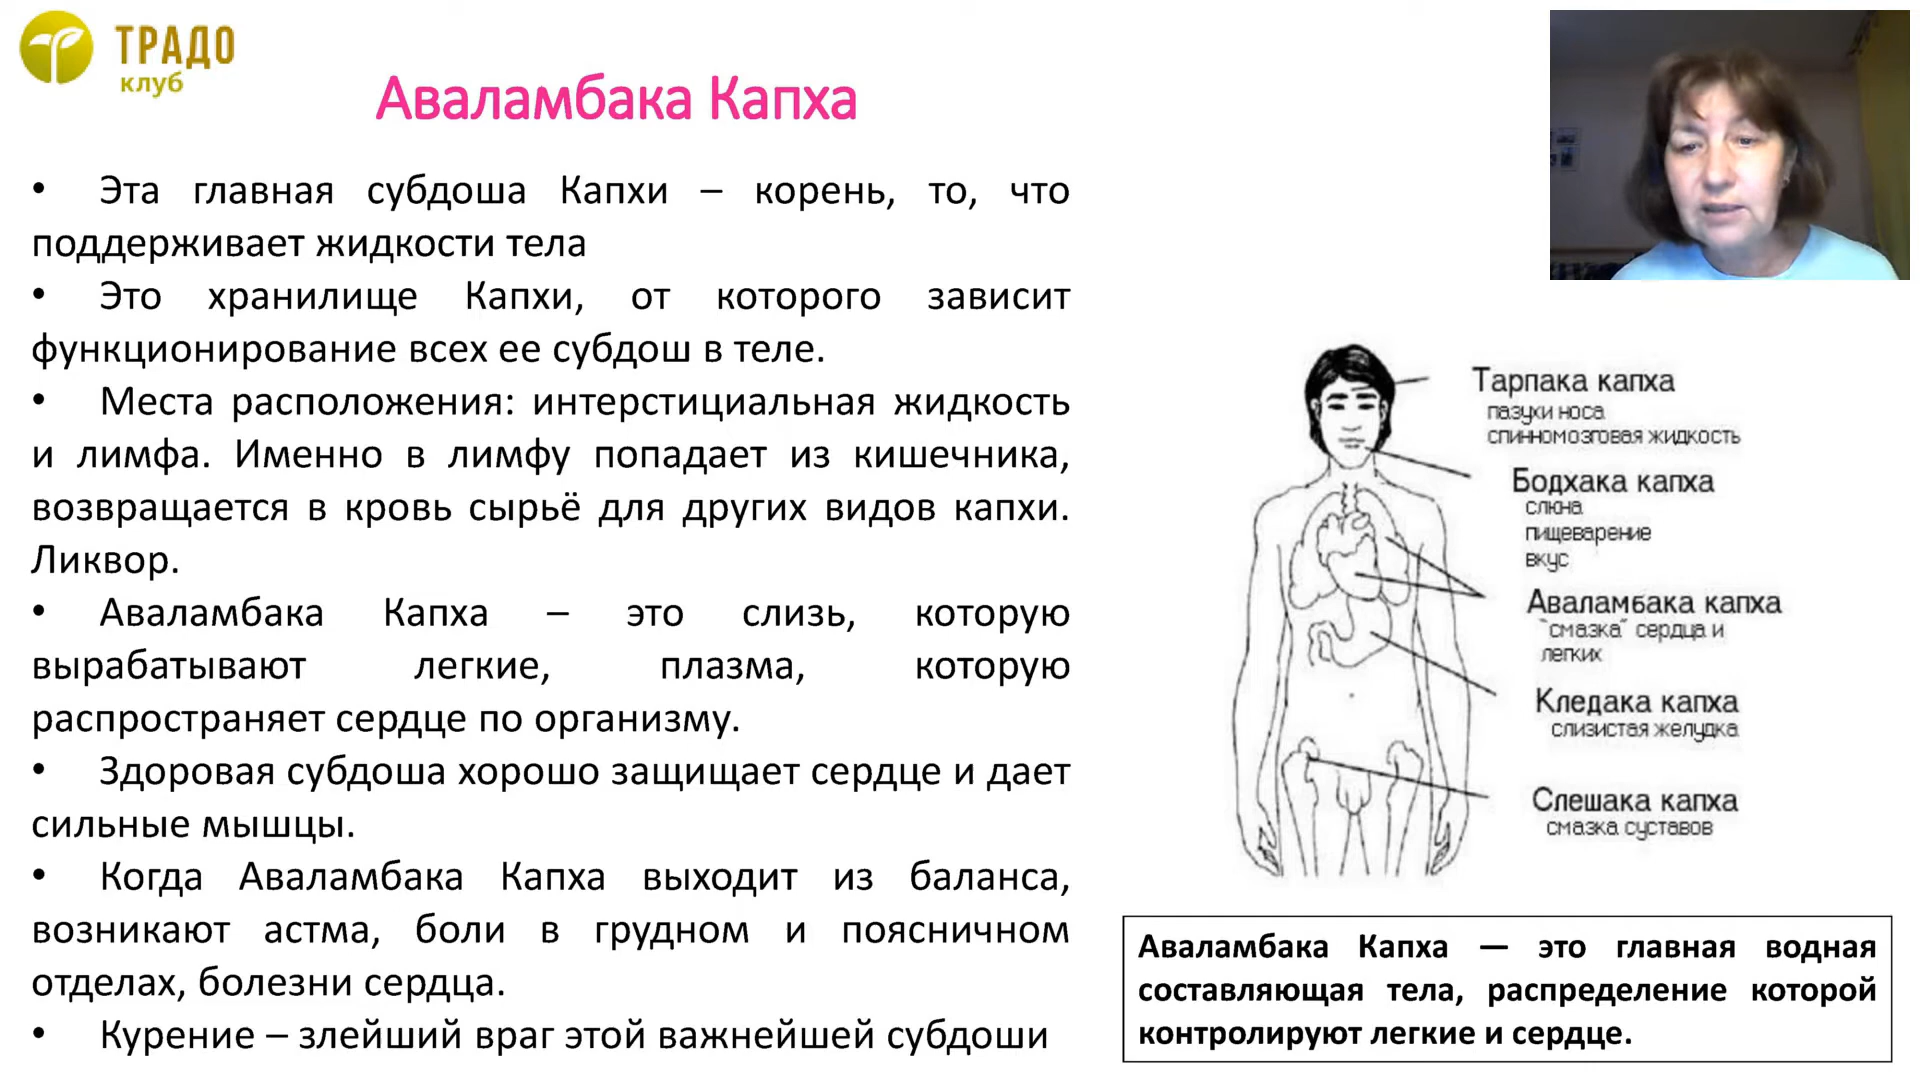 ТРАДО
клуб
Аваламбака Капха
• Эта главная субдоша Капхи – корень, то, что
поддерживает жидкости тела
• Это хранилище Капхи, от которого зависит
функционирование всех ее субдош в теле.
• Места расположения: интерстициальная жидкость
и лимфа. Именно в лимфу попадает из кишечника,
возвращается в кровь сырьё для других видов капхи.
Ликвор.
• Аваламбака Капха – это слизь, которую
вырабатывают легкие, плазма, которую
распространяет сердце по организму.
• Здоровая субдоша хорошо защищает сердце и дает
сильные мышцы.
• Когда Аваламбака Капха выходит из баланса,
возникают астма, боли в грудном и поясничном
отделах, болезни сердца.
• Курение – злейший враг этой важнейшей субдоши
Тарпака капха
пазухи носа
спинномозговая жидкость
Бодхака капха
слюна
пищеварение
вкус
Аваламбака капха
"смазка" сердца и
легких
Кледака капха
слизистая желудка
Слешака капха
смазка суставов
Аваламбака Капха — это главная водная
составляющая тела, распределение которой
контролируют легкие и сердце.